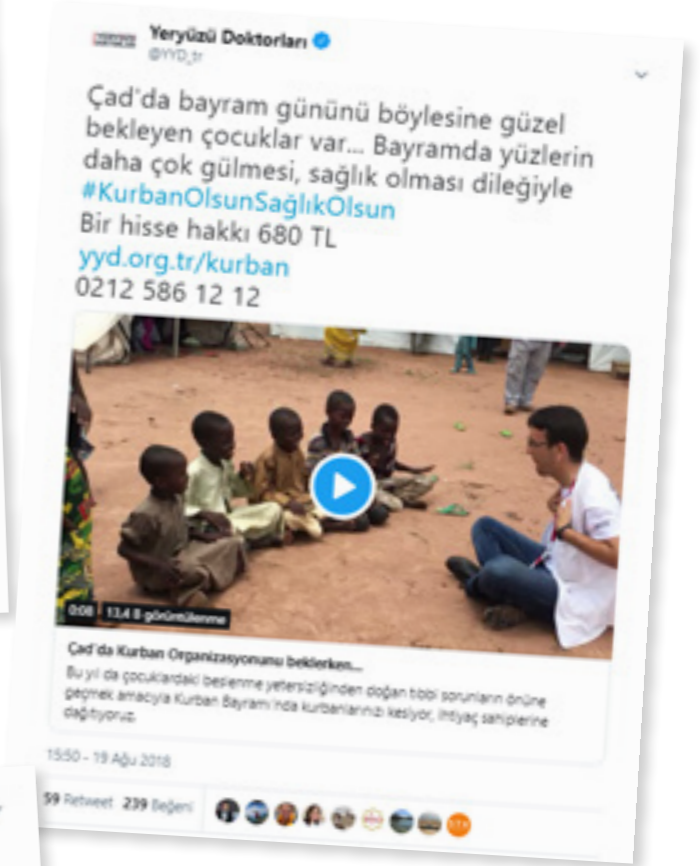 Yeryüzü Doktorları
@YYD_tr
Çad'da bayram gününü böylesine güzel
bekleyen çocuklar var... Bayramda yüzlerin
daha çok gülmesi, sağlık olması dileğiyle
#KurbanOlsunSağlıkOlsun
Bir hisse hakkı 680 TL
yyd.org.tr/kurban
0212 586 12 12
0:08 13,4 B görüntülenme
Çad'da Kurban Organizasyonunu beklerken...
Bu yıl da çocuklardaki beslenme yetersizliğinden doğan tıbbi sorunların önüne
geçmek amacıyla Kurban Bayramı'nda kurbanlarınızı kesiyor, ihtiyaç sahiplerine
dağıtıyoruz.
15:50 - 19 Ağu 2018
59 Retweet 239 Beğeni